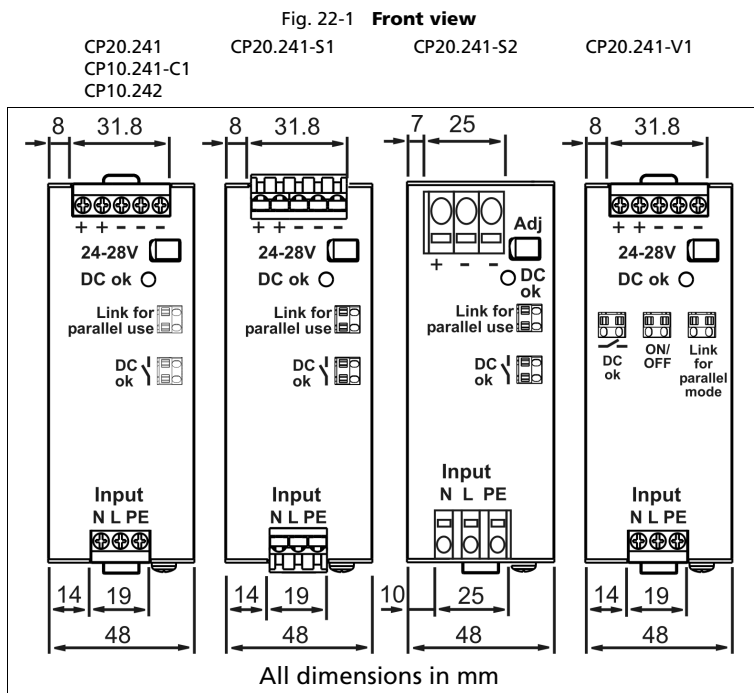 Fig. 22-1 Front view
CP20.241
CP10.241-C1
CP10.242
CP20.241-S1
CP20.241-S2
CP20.241-V1
8 31.8
+ + - - -
24-28V
DC ok
Link for
parallel use
DC
ok
Input
N L PE
14 19
48
8 31.8
+ + - - -
24-28V
DC ok
Link for
parallel use
DC
ok
Input
N L PE
14 19
48
7 25
Adj
+ - -
DC
ok
Link for
parallel use
DC
ok
Input
N L PE
10 25
48
8 31.8
+ + - - -
24-28V
DC ok
DC
ok
ON/
OFF
Link
for
parallel
mode
Input
N L PE
14 19
48
All dimensions in mm